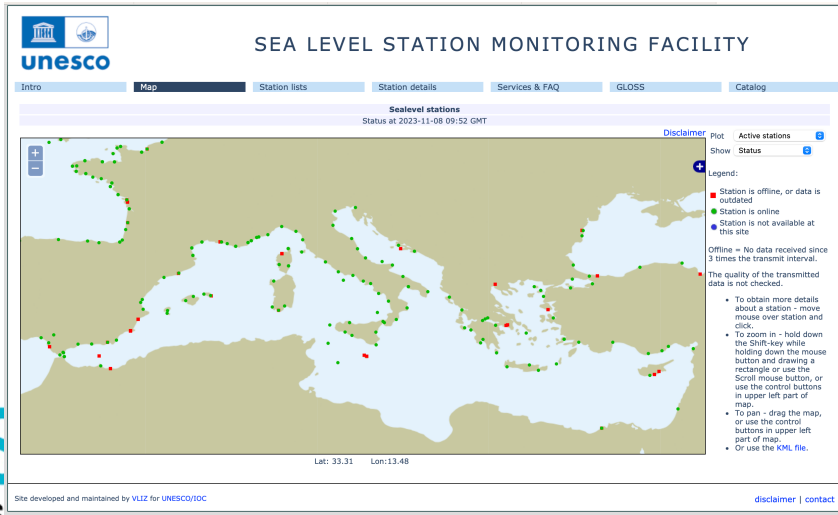 unesco
SEA LEVEL STATION MONITORING FACILITY
Intro
Map
Station lists
Station details
Services & FAQ
GLOSS
Catalog
Sealevel stations
Status at 2023-11-08 09:52 GMT
Disclaimer
+
−
+
Plot Active stations
Show Status
Legend:
Station is offline, or data is
outdated
Station is online
Station is not available at
this site
Offline = No data received since
3 times the transmit interval.
The quality of the transmitted
data is not checked.
• To obtain more details
about a station - move
mouse over station and
click.
• To zoom in - hold down
the Shift-key while
holding down the mouse
button and drawing a
rectangle or use the
Scroll mouse button, or
use the control buttons
in upper left part of
map.
• To pan - drag the map,
or use the control
buttons in upper left
part of map.
• Or use the KML file.
Lat: 33.31 Lon:13.48
Site developed and maintained by VLIZ for UNESCO/IOC
disclaimer | contact